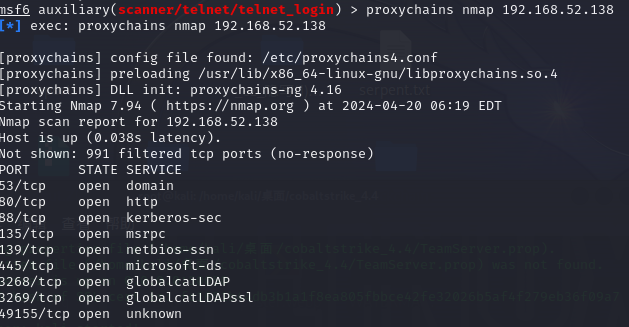 msf6 auxiliary(scanner/telnet/telnet_login) > proxychains nmap 192.168.52.138
[*] exec: proxychains nmap 192.168.52.138
[proxychains] config file found: /etc/proxychains4.conf
[proxychains] preloading /usr/lib/x86_64-linux-gnu/libproxychains.so.4
[proxychains] DLL init: proxychains-ng 4.16
Starting Nmap 7.94 ( https://nmap.org ) at 2024-04-20 06:19 EDT
Nmap scan report for 192.168.52.138
Host is up (0.038s latency).
Not shown: 991 filtered tcp ports (no-response)
PORT STATE SERVICE
53/tcp open domain
80/tcp open http
88/tcp open kerberos-sec
135/tcp open msrpc
139/tcp open netbios-ssn
445/tcp open microsoft-ds
3268/tcp open globalcatLDAP
3269/tcp open globalcatLDAPssl
49155/tcp open unknown